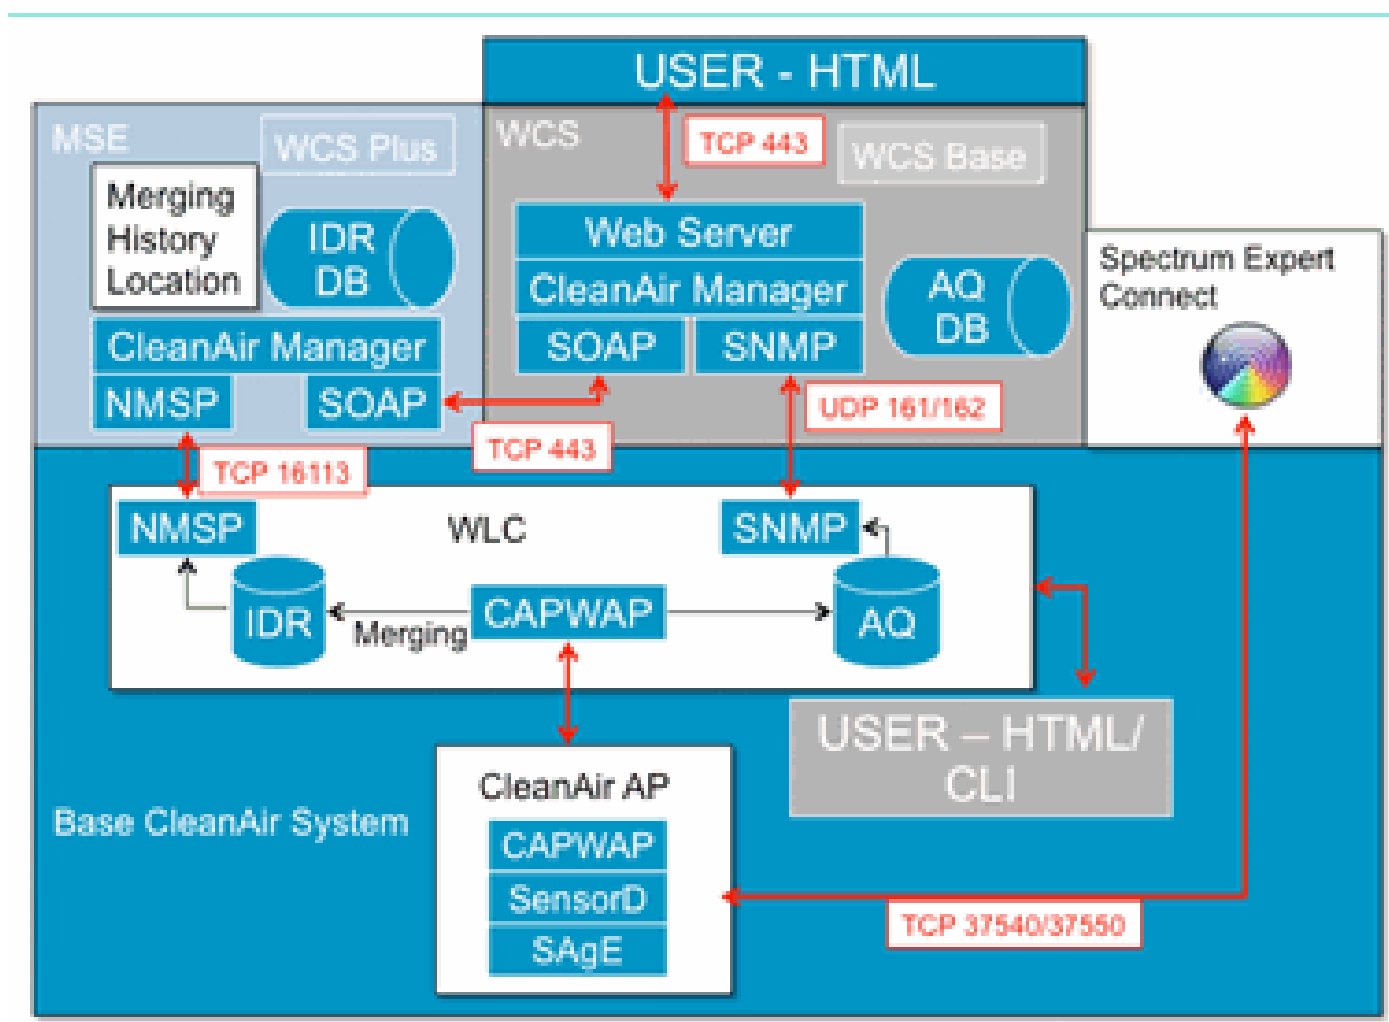 USER - HTML
MSE
WCS Plus
Merging
History
Location
IDR
DB
CleanAir Manager
NMSP
SOAP
WCS
TCP 443
WCS Base
Web Server
CleanAir Manager
SOAP
SNMP
AQ
DB
Spectrum Expert
Connect
UDP 161/162
TCP 443
TCP 16113
NMSP
WLC
SNMP
IDR
Merging
CAPWAP
AQ
USER – HTML/
CLI
CleanAir AP
CAPWAP
SensorD
SAgE
Base CleanAir System
TCP 37540/37550